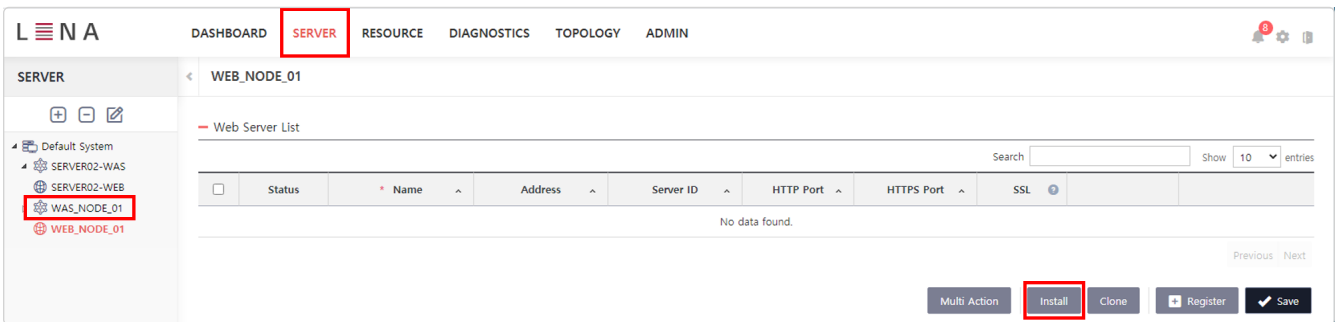 LENA
DASHBOARD SERVER RESOURCE DIAGNOSTICS TOPOLOGY ADMIN
8
SERVER
WEB_NODE_01
Web Server List
Default System
SERVER02-WAS
SERVER02-WEB
WAS_NODE_01
WEB_NODE_01
Search Show 10 entries
Status * Name Address Server ID HTTP Port HTTPS Port SSL ?
No data found.
Previous Next
Multi Action Install Clone Register Save